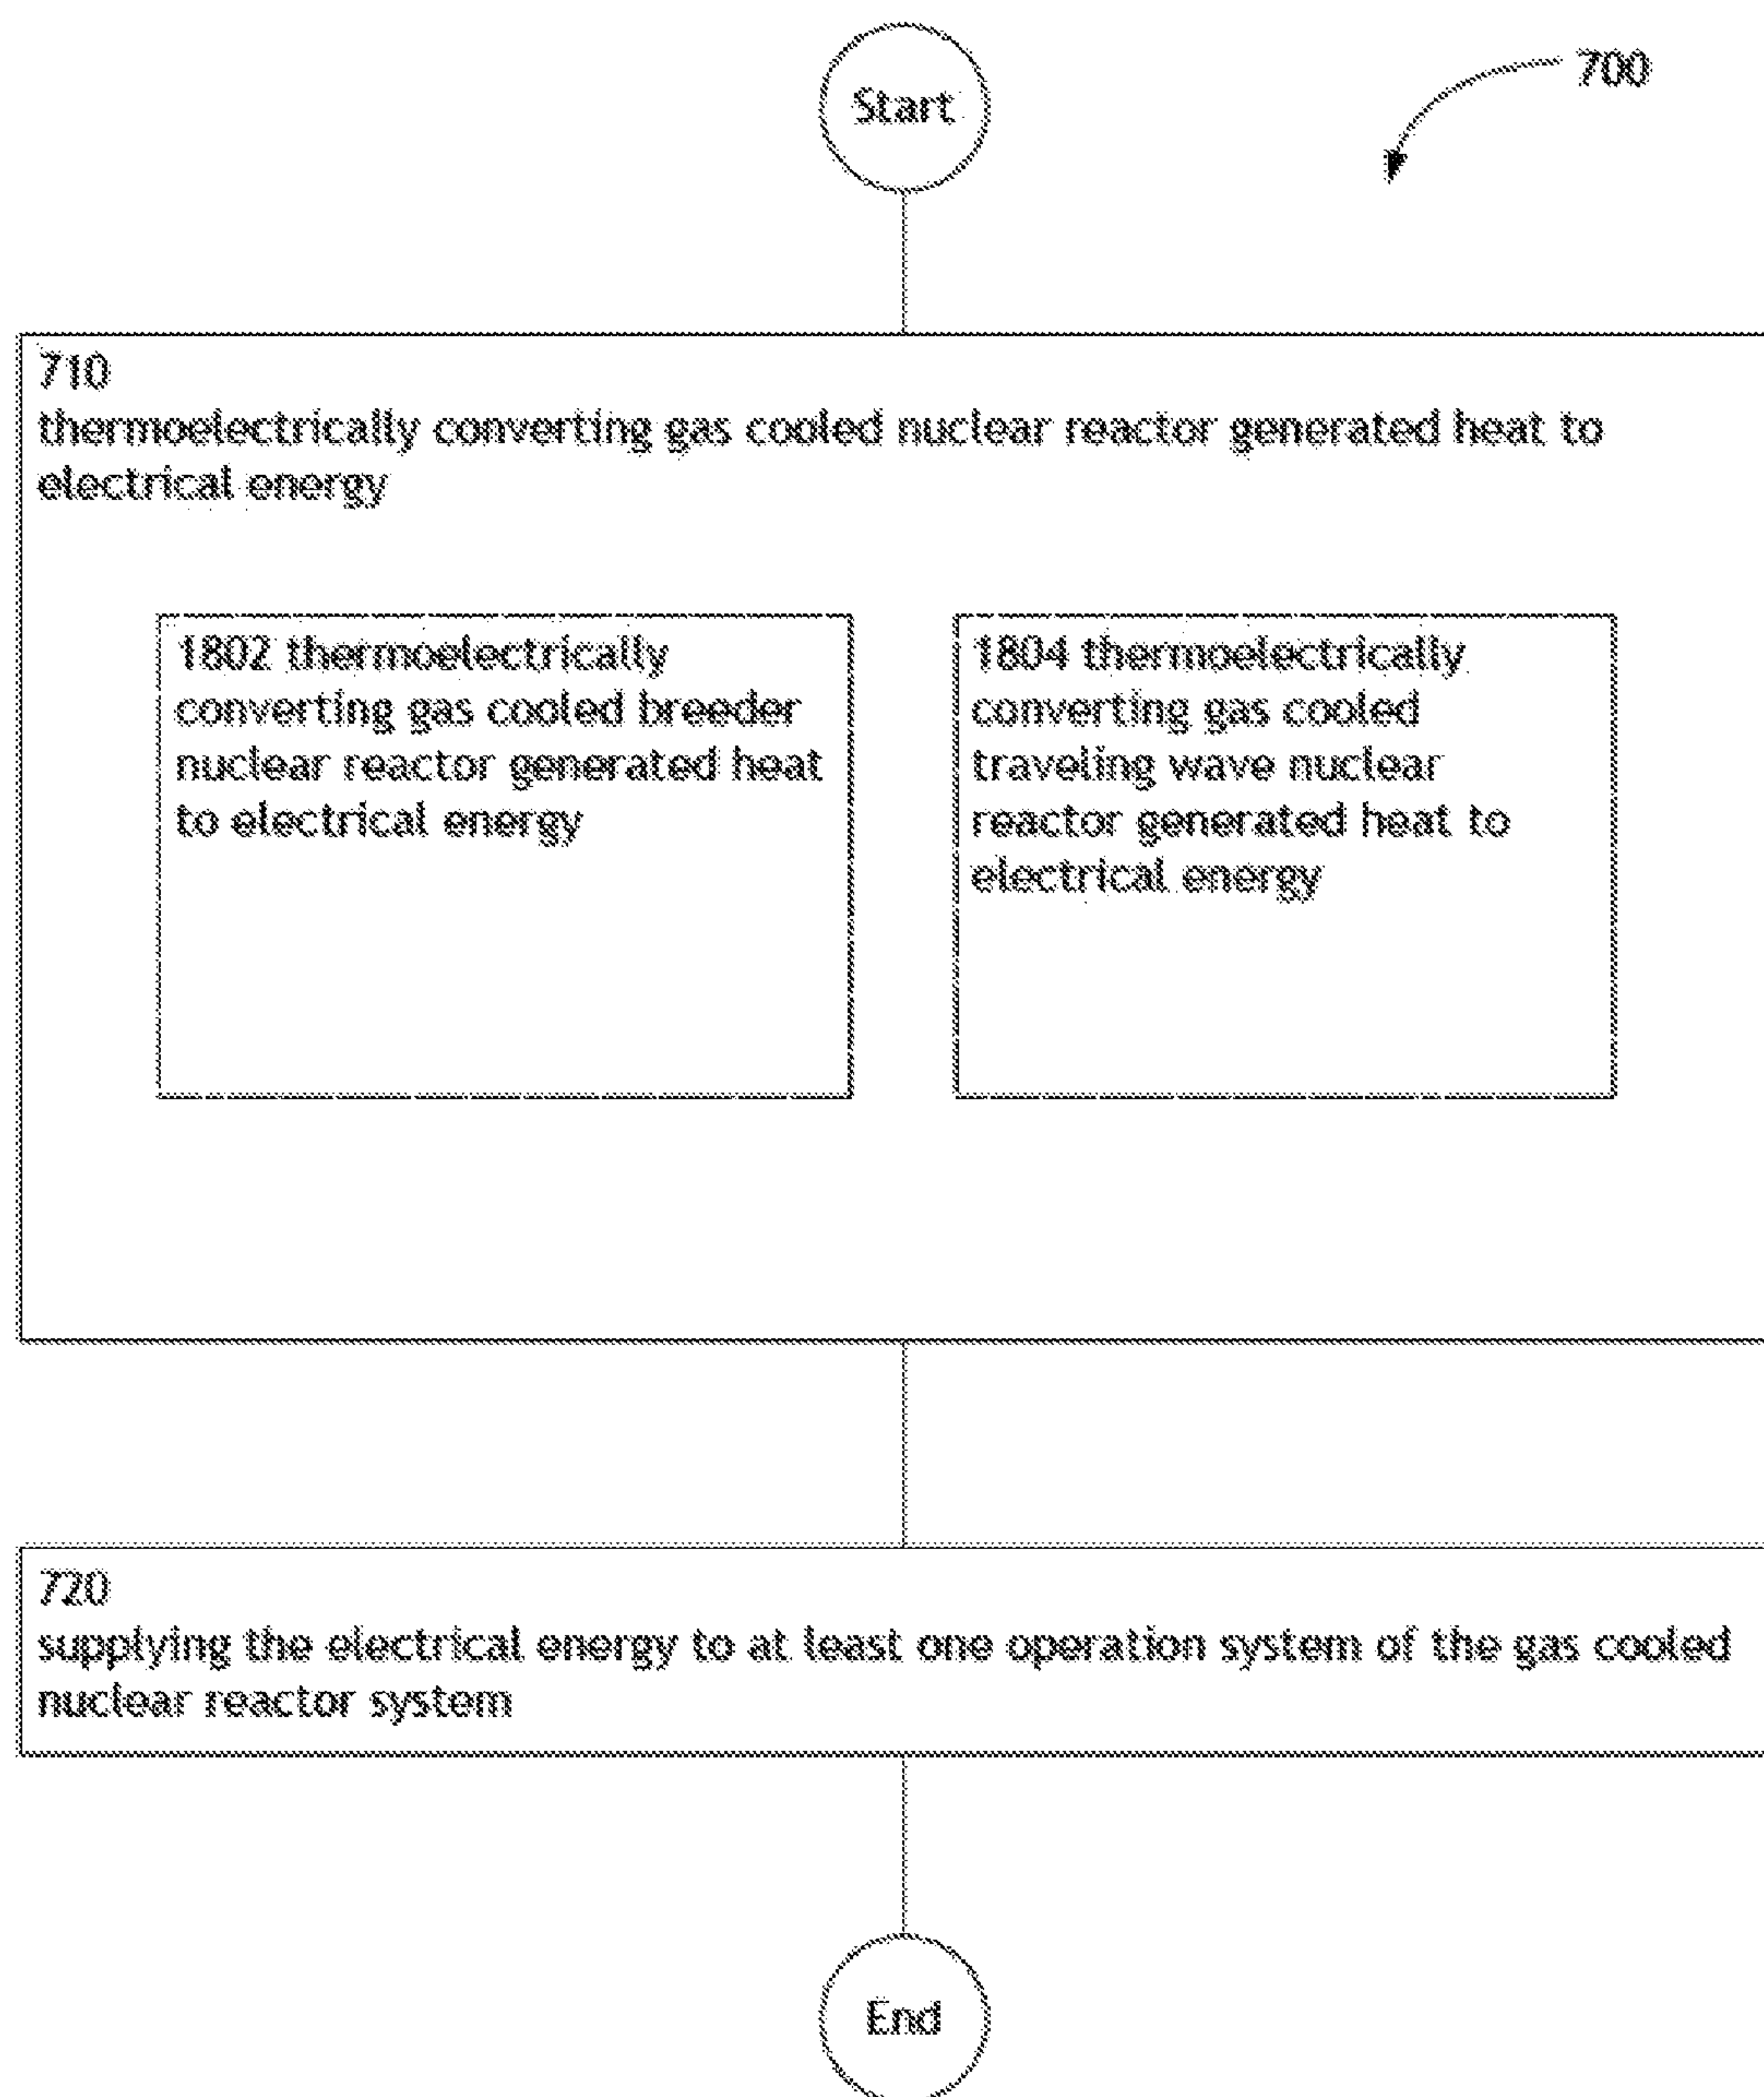 Start
700
710
thermoelectrically converting gas cooled nuclear reactor generated heat to
electrical energy
1802 thermoelectrically
converting gas cooled breeder
nuclear reactor generated heat
to electrical energy
1804 thermoelectrically
converting gas cooled
traveling wave nuclear
reactor generated heat to
electrical energy
720
supplying the electrical energy to at least one operation system of the gas cooled
nuclear reactor system
End